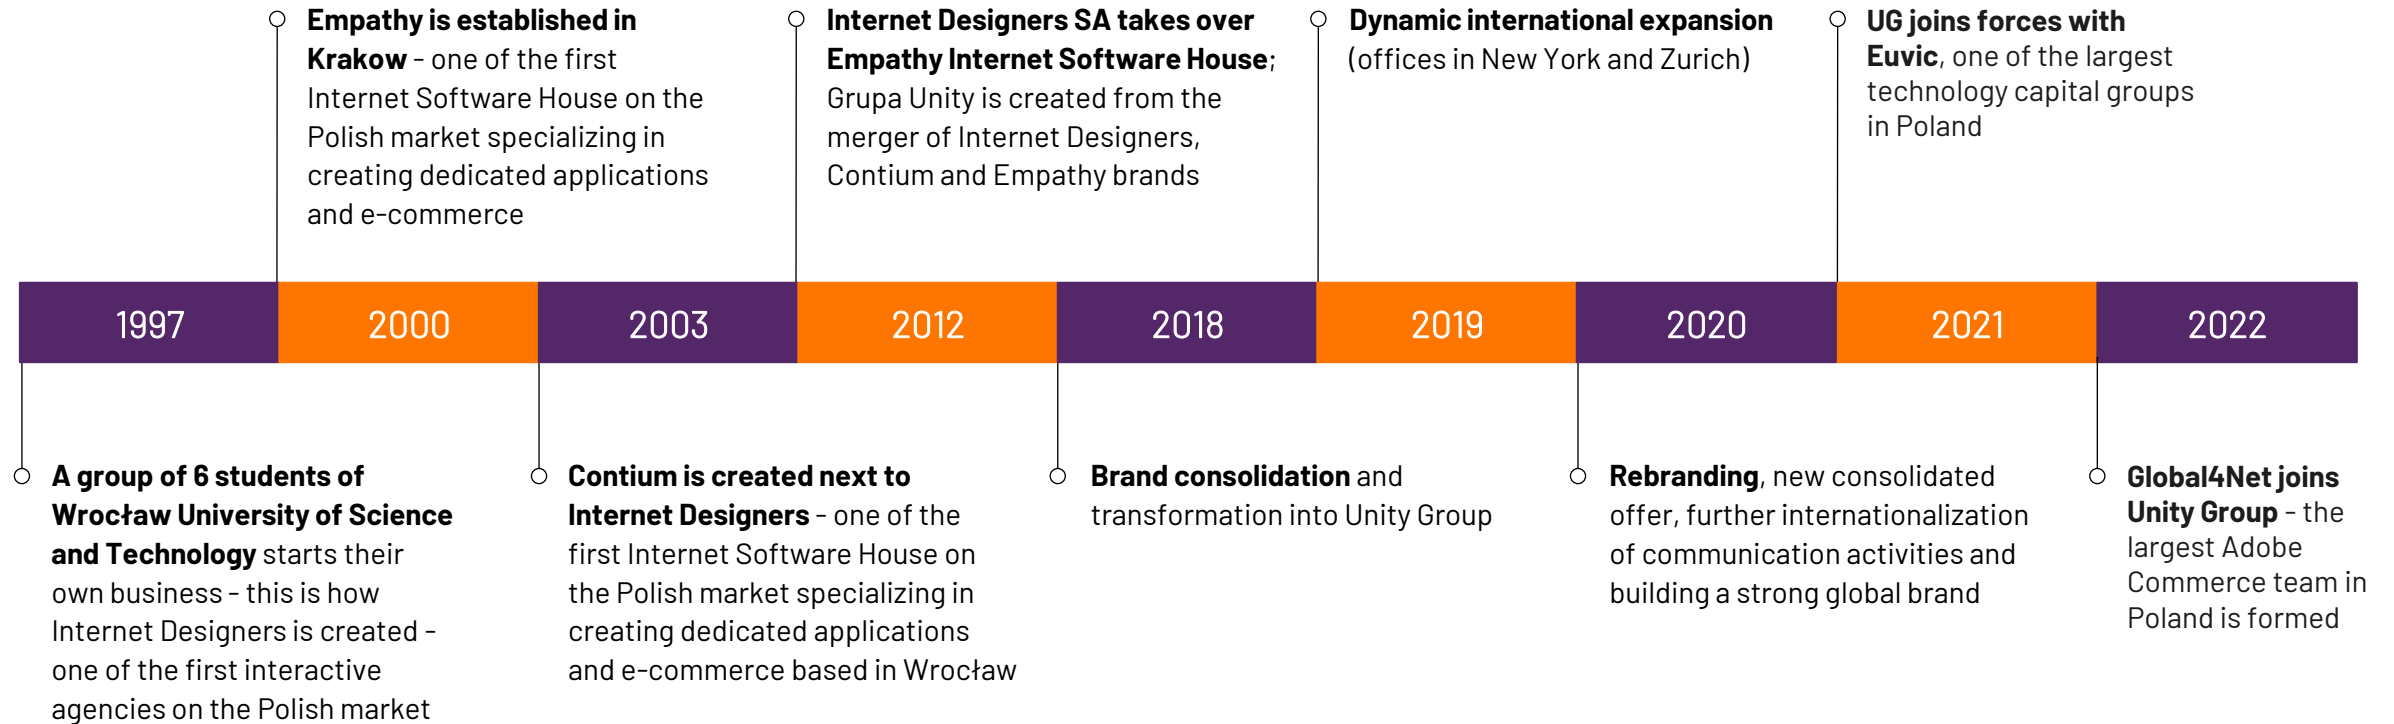 Empathy is established in
Krakow - one of the first
Internet Software House on the
Polish market specializing in
creating dedicated applications
and e-commerce
Internet Designers SA takes over
Empathy Internet Software House;
Grupa Unity is created from the
merger of Internet Designers,
Contium and Empathy brands
Dynamic international expansion
(offices in New York and Zurich)
UG joins forces with
Euvic, one of the largest
technology capital groups
in Poland
1997
2000
2003
2012
2018
2019
2020
2021
2022
A group of 6 students of
Wrocław University of Science
and Technology starts their
own business - this is how
Internet Designers is created -
one of the first interactive
agencies on the Polish market
Contium is created next to
Internet Designers - one of the
first Internet Software House on
the Polish market specializing in
creating dedicated applications
and e-commerce based in Wrocław
Brand consolidation and
transformation into Unity Group
Rebranding, new consolidated
offer, further internationalization
of communication activities and
building a strong global brand
Global4Net joins
Unity Group - the
largest Adobe
Commerce team in
Poland is formed